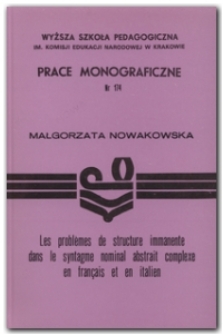 WYŻSZA SZKOŁA PEDAGOGICZNA
IM. KOMISJI EDUKACJI NARODOWEJ W KRAKOWIE
PRACE MONOGRAFICZNE
Nr 174
MALGORZATA NOWAKOWSKA
Les problèmes de structure immanente
dans le syntagme nominal abstrait complexe
en français et en italien